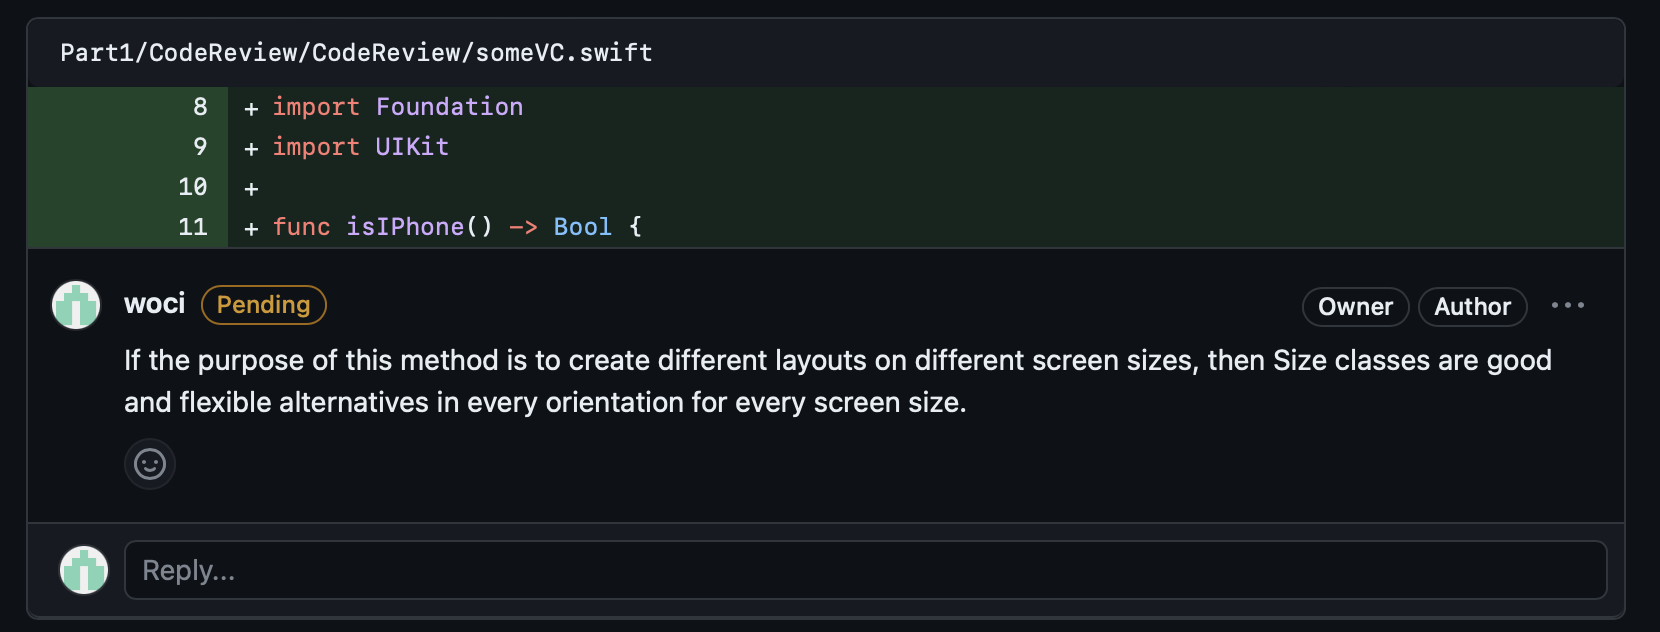 Part1/CodeReview/CodeReview/someVC.swift
8 + import Foundation
9 + import UIKit
10 +
11 + func isIPhone() -> Bool {
woci Pending Owner Author ...
If the purpose of this method is to create different layouts on different screen sizes, then Size classes are good
and flexible alternatives in every orientation for every screen size.
Reply...